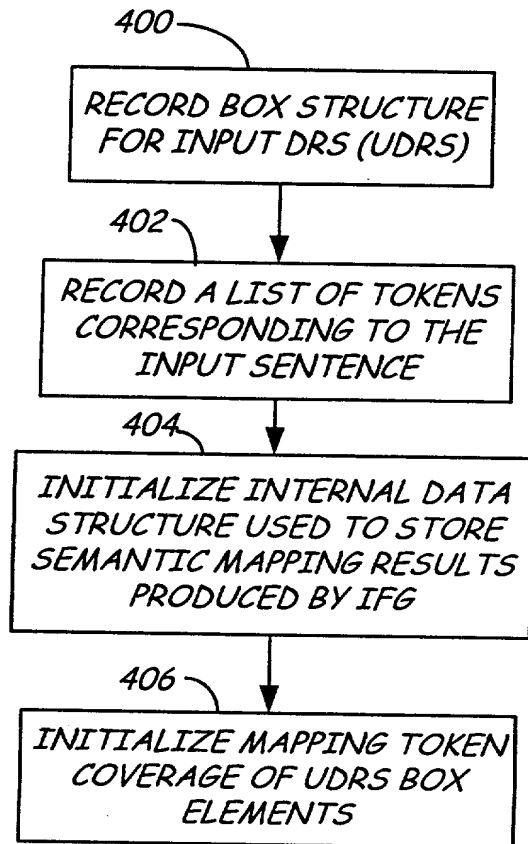 400
RECORD BOX STRUCTURE
FOR INPUT DRS (UDRS)
402
RECORD A LIST OF TOKENS
CORRESPONDING TO THE
INPUT SENTENCE
404
INITIALIZE INTERNAL DATA
STRUCTURE USED TO STORE
SEMANTIC MAPPING RESULTS
PRODUCED BY IFG
406
INITIALIZE MAPPING TOKEN
COVERAGE OF UDRS BOX
ELEMENTS